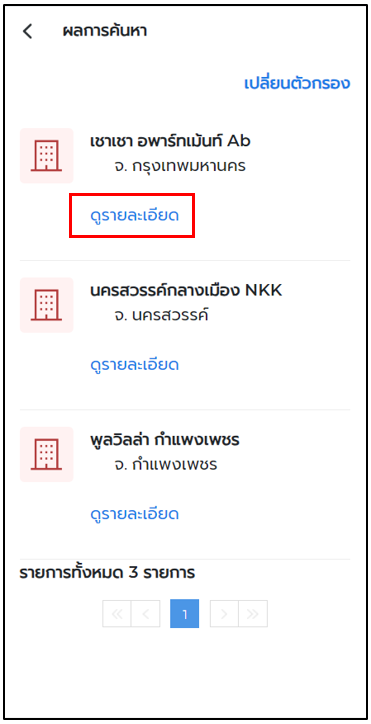 ผลการค้นหา
เปลี่ยนตัวกรอง
เชาเชา อพาร์ทเม้นท์ Ab
จ. กรุงเทพมหานคร
ดูรายละเอียด
นครสวรรค์กลางเมือง NKK
จ. นครสวรรค์
ดูรายละเอียด
พูลวิลล่า กำแพงเพชร
จ. กำแพงเพชร
ดูรายละเอียด
รายการทั้งหมด 3 รายการ
1